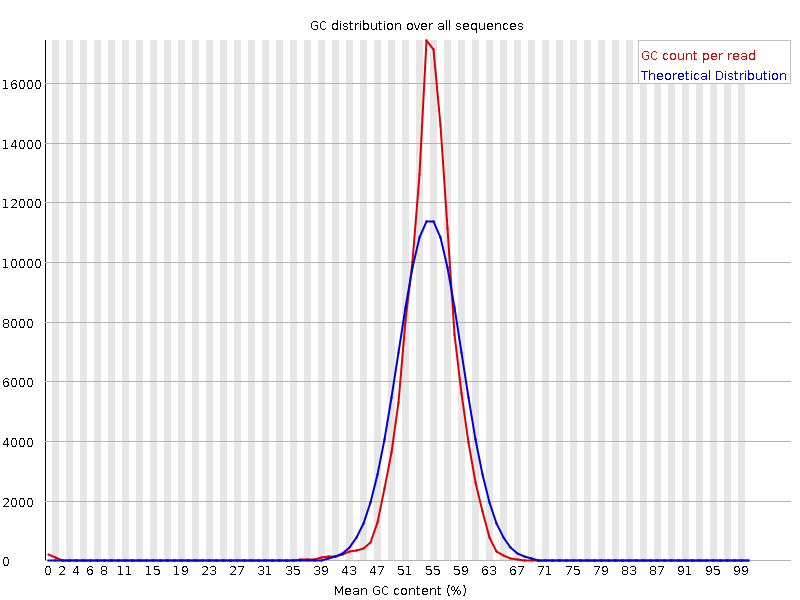 GC distribution over all sequences
GC count per read
Theoretical Distribution
16000
14000
12000
10000
8000
6000
4000
2000
0
0 2 4 6 8 11 15 19 23 27 31 35 39 43 47 51 55 59 63 67 71 75 79 83 87 91 95 99
Mean GC content (%)